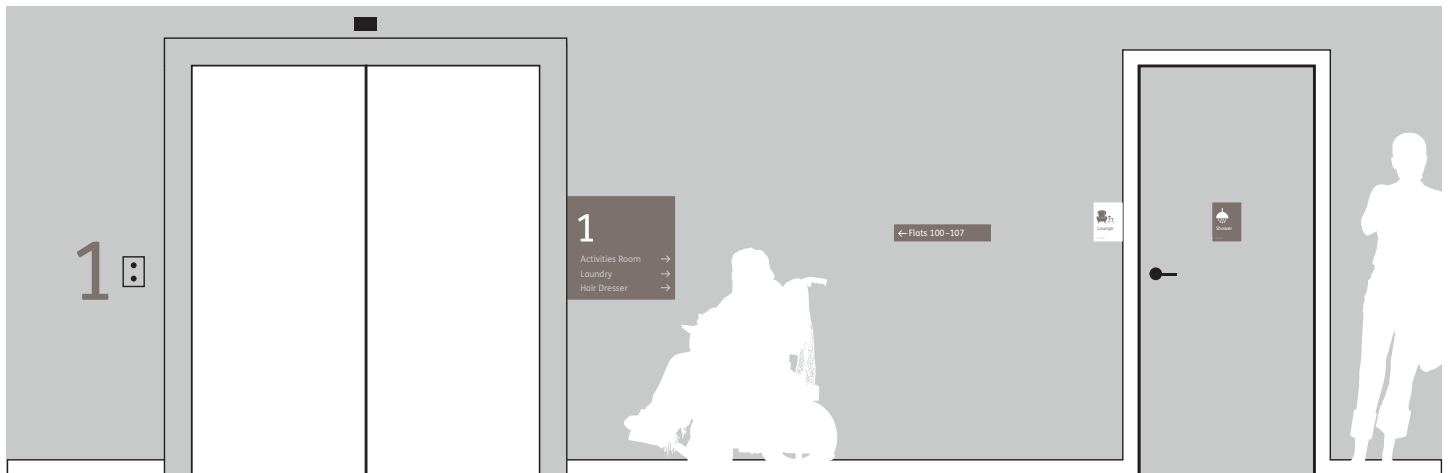 1
1
Activities Room →
Laundry →
Hair Dresser →
← Flats 100-107
Lounge
Shower